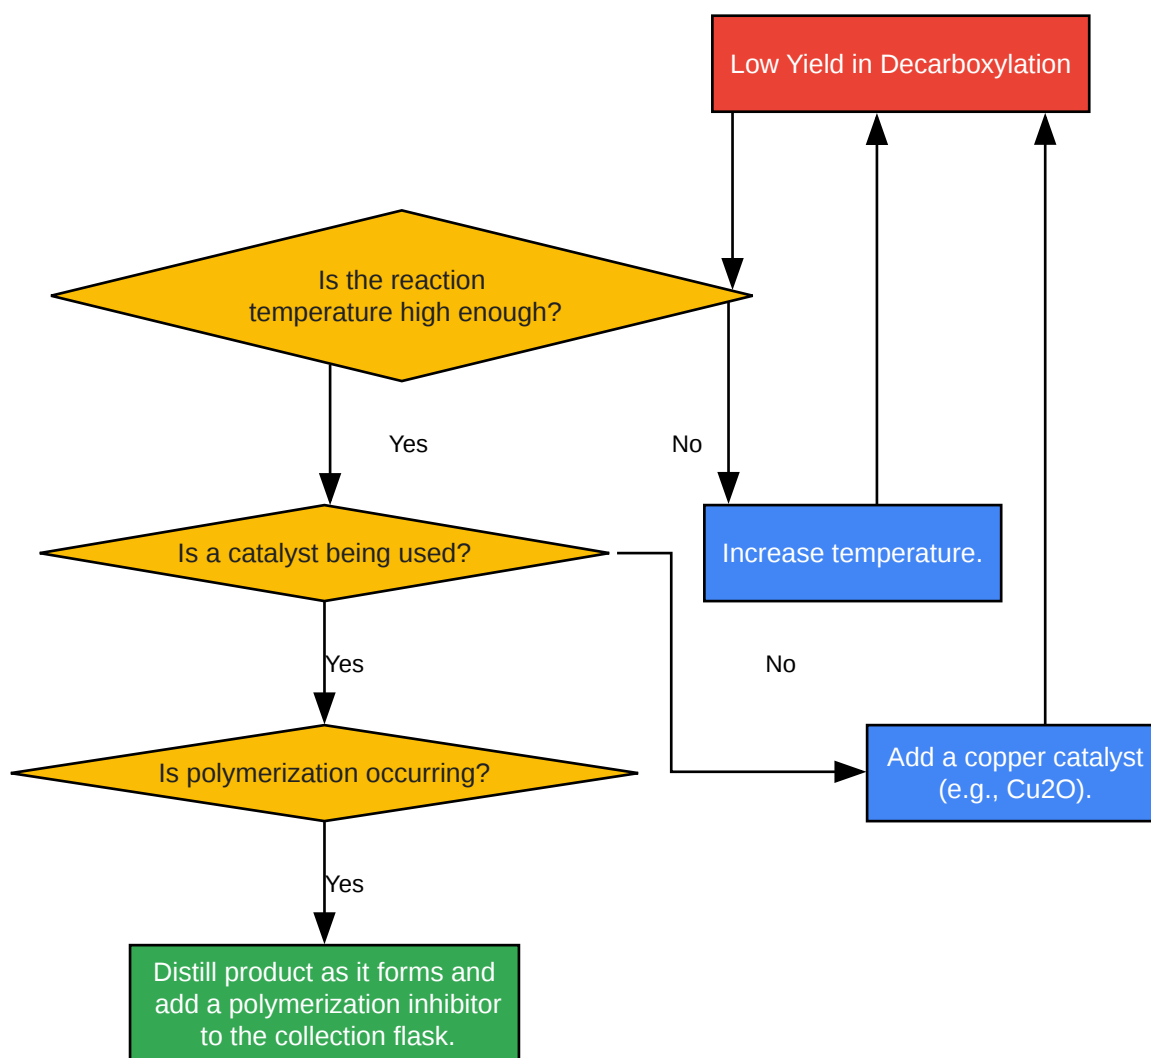 Low Yield in Decarboxylation
Is the reaction
temperature high enough?
Yes
No
Is a catalyst being used?
Increase temperature.
Yes
No
Is polymerization occurring?
Add a copper catalyst
(e.g., Cu2O).
Yes
Distill product as it forms and
add a polymerization inhibitor
to the collection flask.